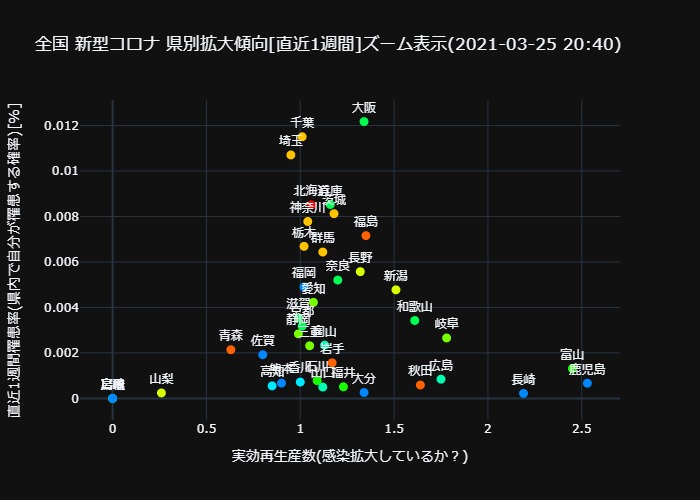 全国 新型コロナ 県別拡大傾向[直近1週間]ズーム表示(2021-03-25 20:40)
直近1週間罹患率(県内で自分が罹患する確率)[%]
0.012
0.01
0.008
0.006
0.004
0.002
0
大阪
千葉
埼玉
北海道
兵庫
茨城
神奈川
福島
栃木
群馬
長野
奈良
福岡
新潟
愛知
滋賀
京都
静岡
和歌山
岐阜
三重
岡山
岩手
青森
佐賀
富山
鹿児島
広島
秋田
高知
熊本
香川
石川
山口
福井
大分
長崎
山梨
0
0.5
1
1.5
2
2.5
実効再生産数(感染拡大しているか？)